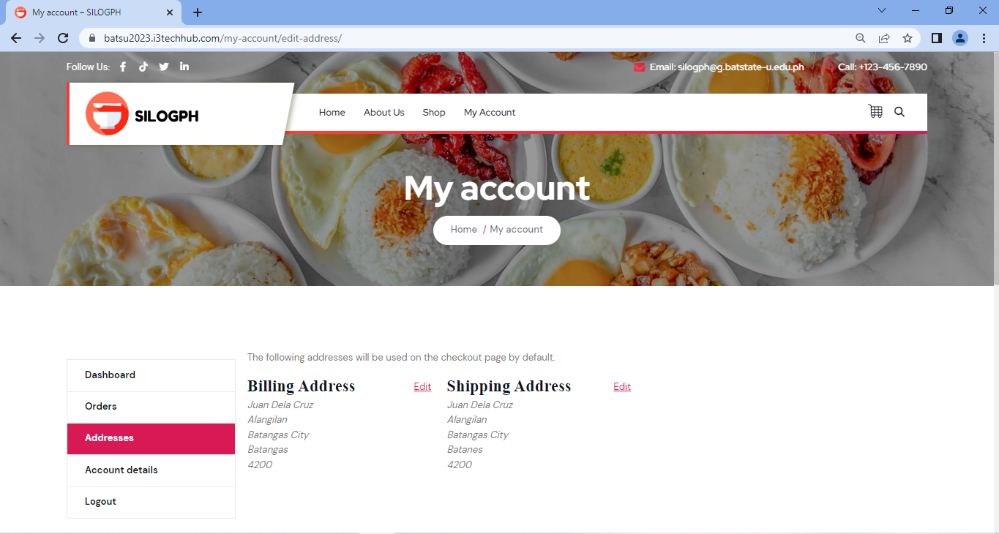 My account – SILOGPH
batsu2023.i3techhub.com/my-account/edit-address/
Follow Us:
Email: silogph@g.batstate-u.edu.ph
Call: +123-456-7890
SILOGPH
Home
About Us
Shop
My Account
My account
Home / My account
The following addresses will be used on the checkout page by default.
Dashboard
Orders
Addresses
Account details
Logout
Billing Address
Edit
Juan Dela Cruz
Alangilan
Batangas City
Batangas
4200
Shipping Address
Edit
Juan Dela Cruz
Alangilan
Batangas City
Batanes
4200